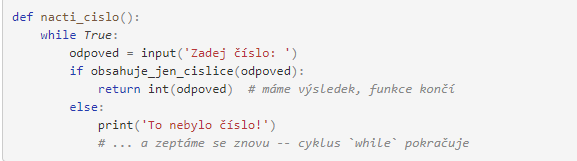 def nacti_cislo():
    while True:
        odpoved = input('Zadej číslo: ')
        if obsahuje_jen_cislice(odpoved):
            return int(odpoved)  # máme výsledek, funkce končí
        else:
            print('To nebylo číslo!')
            # ... a zeptáme se znovu -- cyklus `while` pokračuje